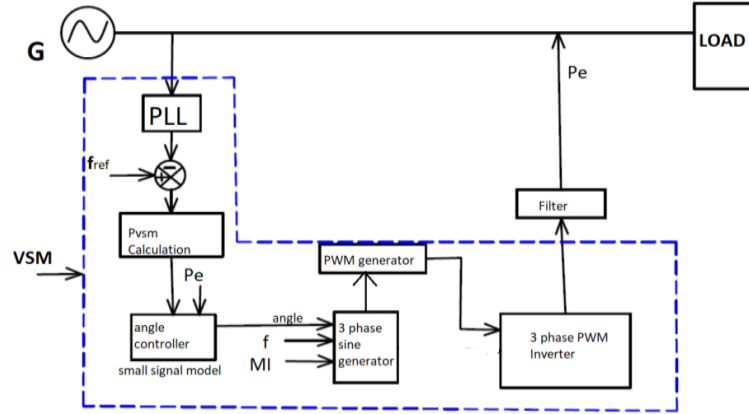 G
LOAD
Pe
PLL
fref
Pvsm
Calculation
Filter
VSM
PWM generator
Pe
angle
controller
angle
f
MI
3 phase
sine
generator
3 phase PWM
Inverter
small signal model